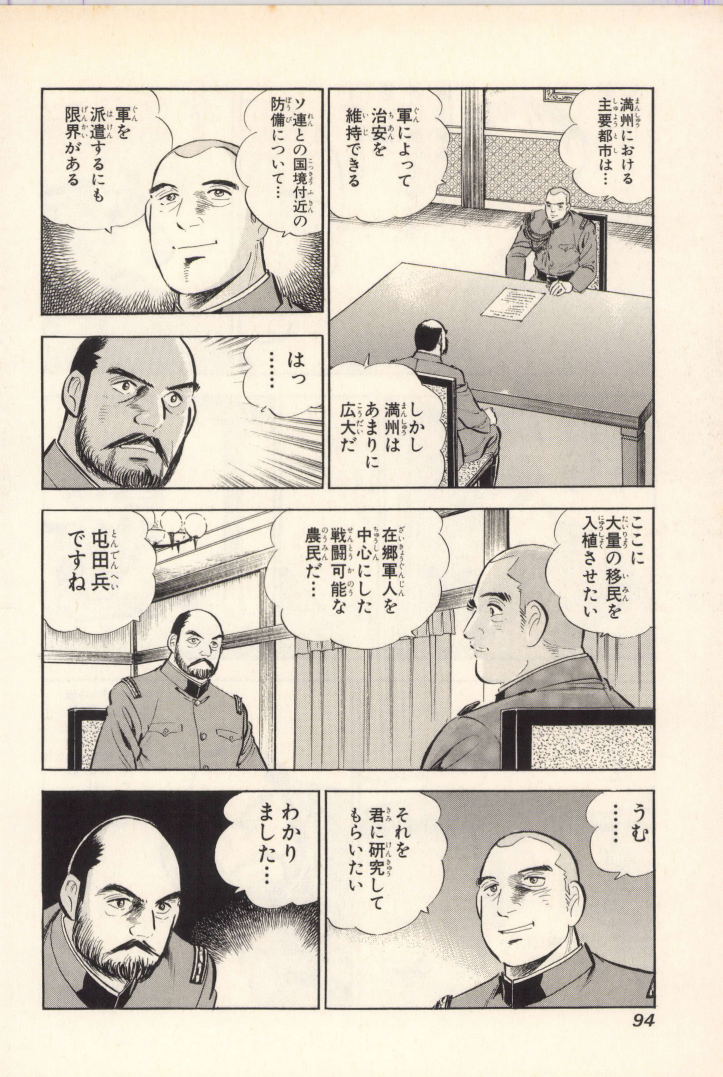 満州における
主要都市は…
軍によって
治安を
維持できる
しかし
満州は
あまりに
広大だ
ソ連との国境付近の
防備について…
軍を
派遣するにも
限界がある
はっ
……
ここに
大量の移民を
入植させたい
在郷軍人を
中心にした
戦闘可能な
農民だ…
屯田兵
ですね
うむ
……
それを
君に研究して
もらいたい
わかり
ました…
94